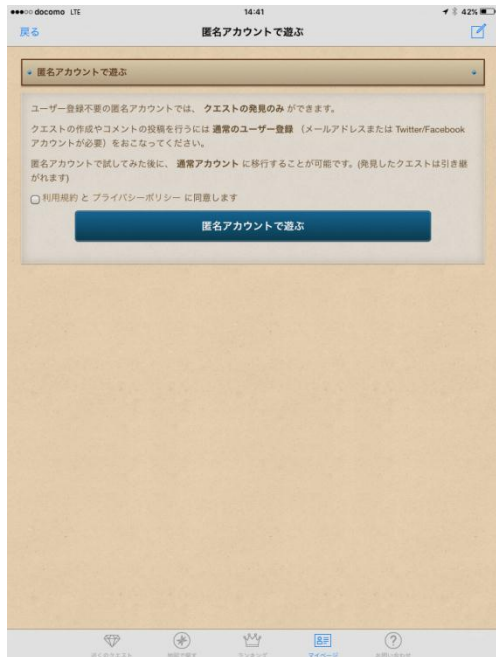 docomo LTE 14:41 42%
戻る 匿名アカウントで遊ぶ
匿名アカウントで遊ぶ
ユーザー登録不要の匿名アカウントでは、 クエストの発見のみ ができます。
クエストの作成やコメントの投稿を行うには 通常のユーザー登録 （メールアドレスまたは Twitter/Facebook
アカウントが必要）をおこなってください。
匿名アカウントで試してみた後に、 通常アカウント に移行することが可能です。(発見したクエストは引き継
がれます)
利用規約 と プライバシーポリシー に同意します
匿名アカウントで遊ぶ
ランキング マイページ お問い合わせ